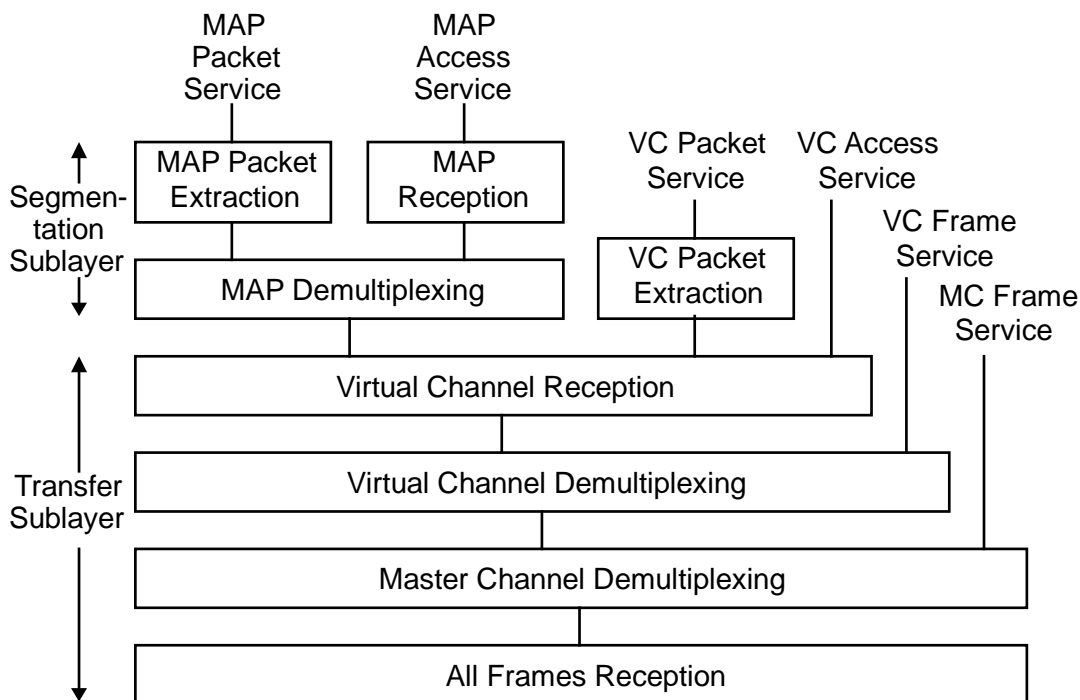 MAP
Packet
Service
MAP
Access
Service
MAP Packet
Extraction
MAP
Reception
VC Packet
Service
VC Access
Service
Segmen-
tation
Sublayer
VC Frame
Service
VC Packet
Extraction
MAP Demultiplexing
MC Frame
Service
Virtual Channel Reception
Transfer
Sublayer
Virtual Channel Demultiplexing
Master Channel Demultiplexing
All Frames Reception